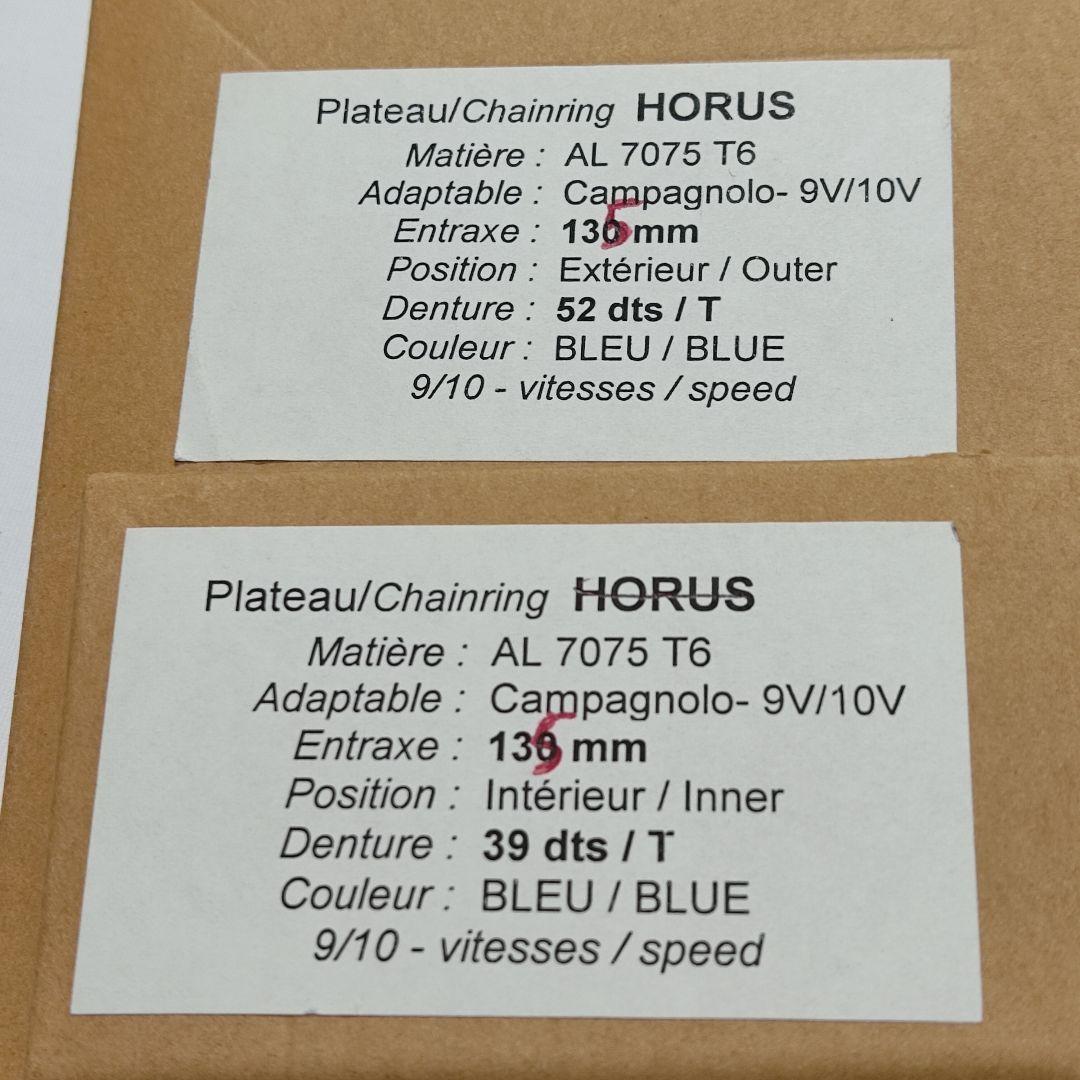 Plateau/Chainring HORUS
Matière : AL 7075 T6
Adaptable : Campagnolo- 9V/10V
Entraxe : 135 mm
Position : Extérieur / Outer
Denture : 52 dts / T
Couleur : BLEU / BLUE
9/10 - vitesses / speed
Plateau/Chainring HORUS
Matière : AL 7075 T6
Adaptable : Campagnolo- 9V/10V
Entraxe : 135 mm
Position : Intérieur / Inner
Denture : 39 dts / T
Couleur : BLEU / BLUE
9/10 - vitesses / speed